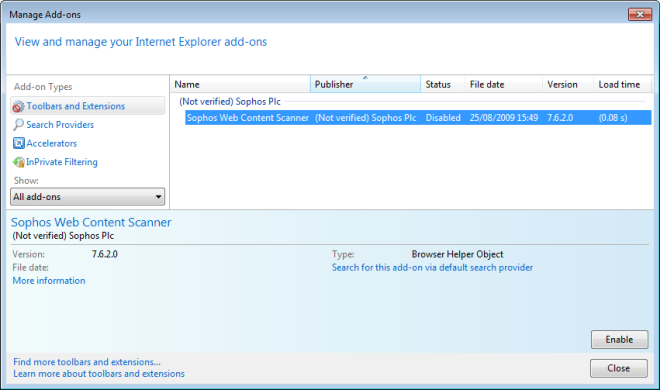 Manage Add-ons
View and manage your Internet Explorer add-ons
Add-on Types
Toolbars and Extensions
Search Providers
Accelerators
InPrivate Filtering
Show:
All add-ons
Name Publisher Status File date Version Load time
(Not verified) Sophos Plc
Sophos Web Content Scanner (Not verified) Sophos Plc Disabled 25/08/2009 15:49 7.6.2.0 (0.08 s)
Sophos Web Content Scanner
(Not verified) Sophos Plc
Version: 7.6.2.0 Type: Browser Helper Object
File date: Search for this add-on via default search provider
More information
Enable
Find more toolbars and extensions...
Learn more about toolbars and extensions
Close